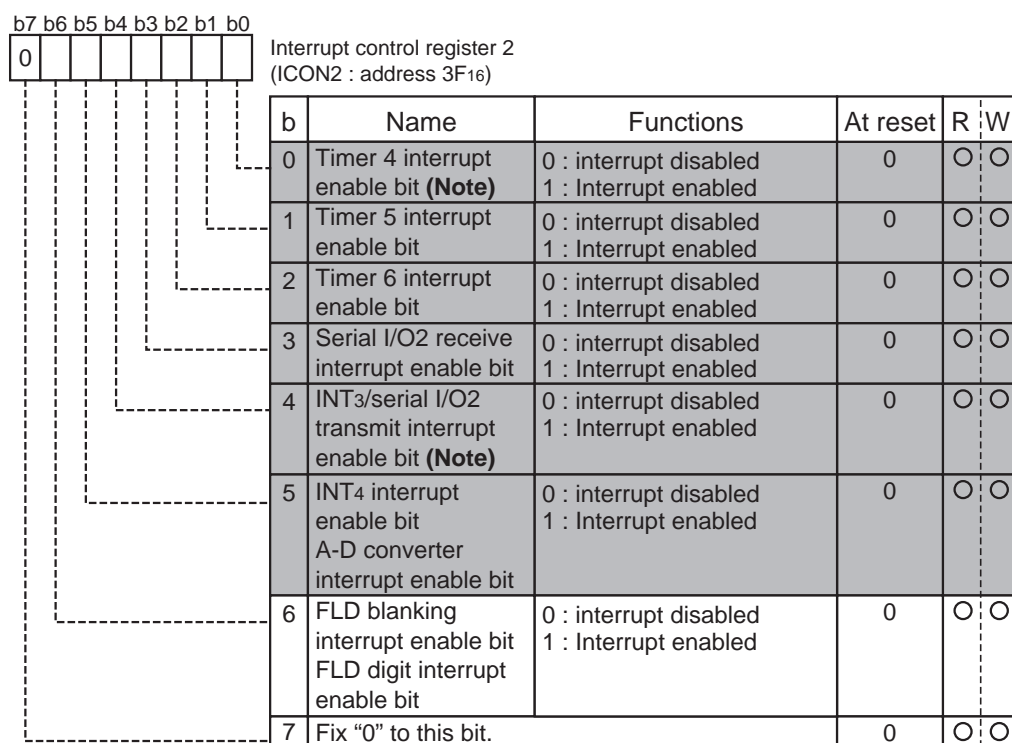 b7 b6 b5 b4 b3 b2 b1 b0
0
Interrupt control register 2
(ICON2 : address 3F16)
b Name Functions At reset R W
0 Timer 4 interrupt enable bit (Note) 0 : interrupt disabled 1 : Interrupt enabled 0 O O
1 Timer 5 interrupt enable bit 0 : interrupt disabled 1 : Interrupt enabled 0 O O
2 Timer 6 interrupt enable bit 0 : interrupt disabled 1 : Interrupt enabled 0 O O
3 Serial I/O2 receive interrupt enable bit 0 : interrupt disabled 1 : Interrupt enabled 0 O O
4 INT3/serial I/O2 transmit interrupt enable bit (Note) 0 : interrupt disabled 1 : Interrupt enabled 0 O O
5 INT4 interrupt enable bit A-D converter interrupt enable bit 0 : interrupt disabled 1 : Interrupt enabled 0 O O
6 FLD blanking interrupt enable bit FLD digit interrupt enable bit 0 : interrupt disabled 1 : Interrupt enabled 0 O O
7 Fix “0” to this bit. 0 O O